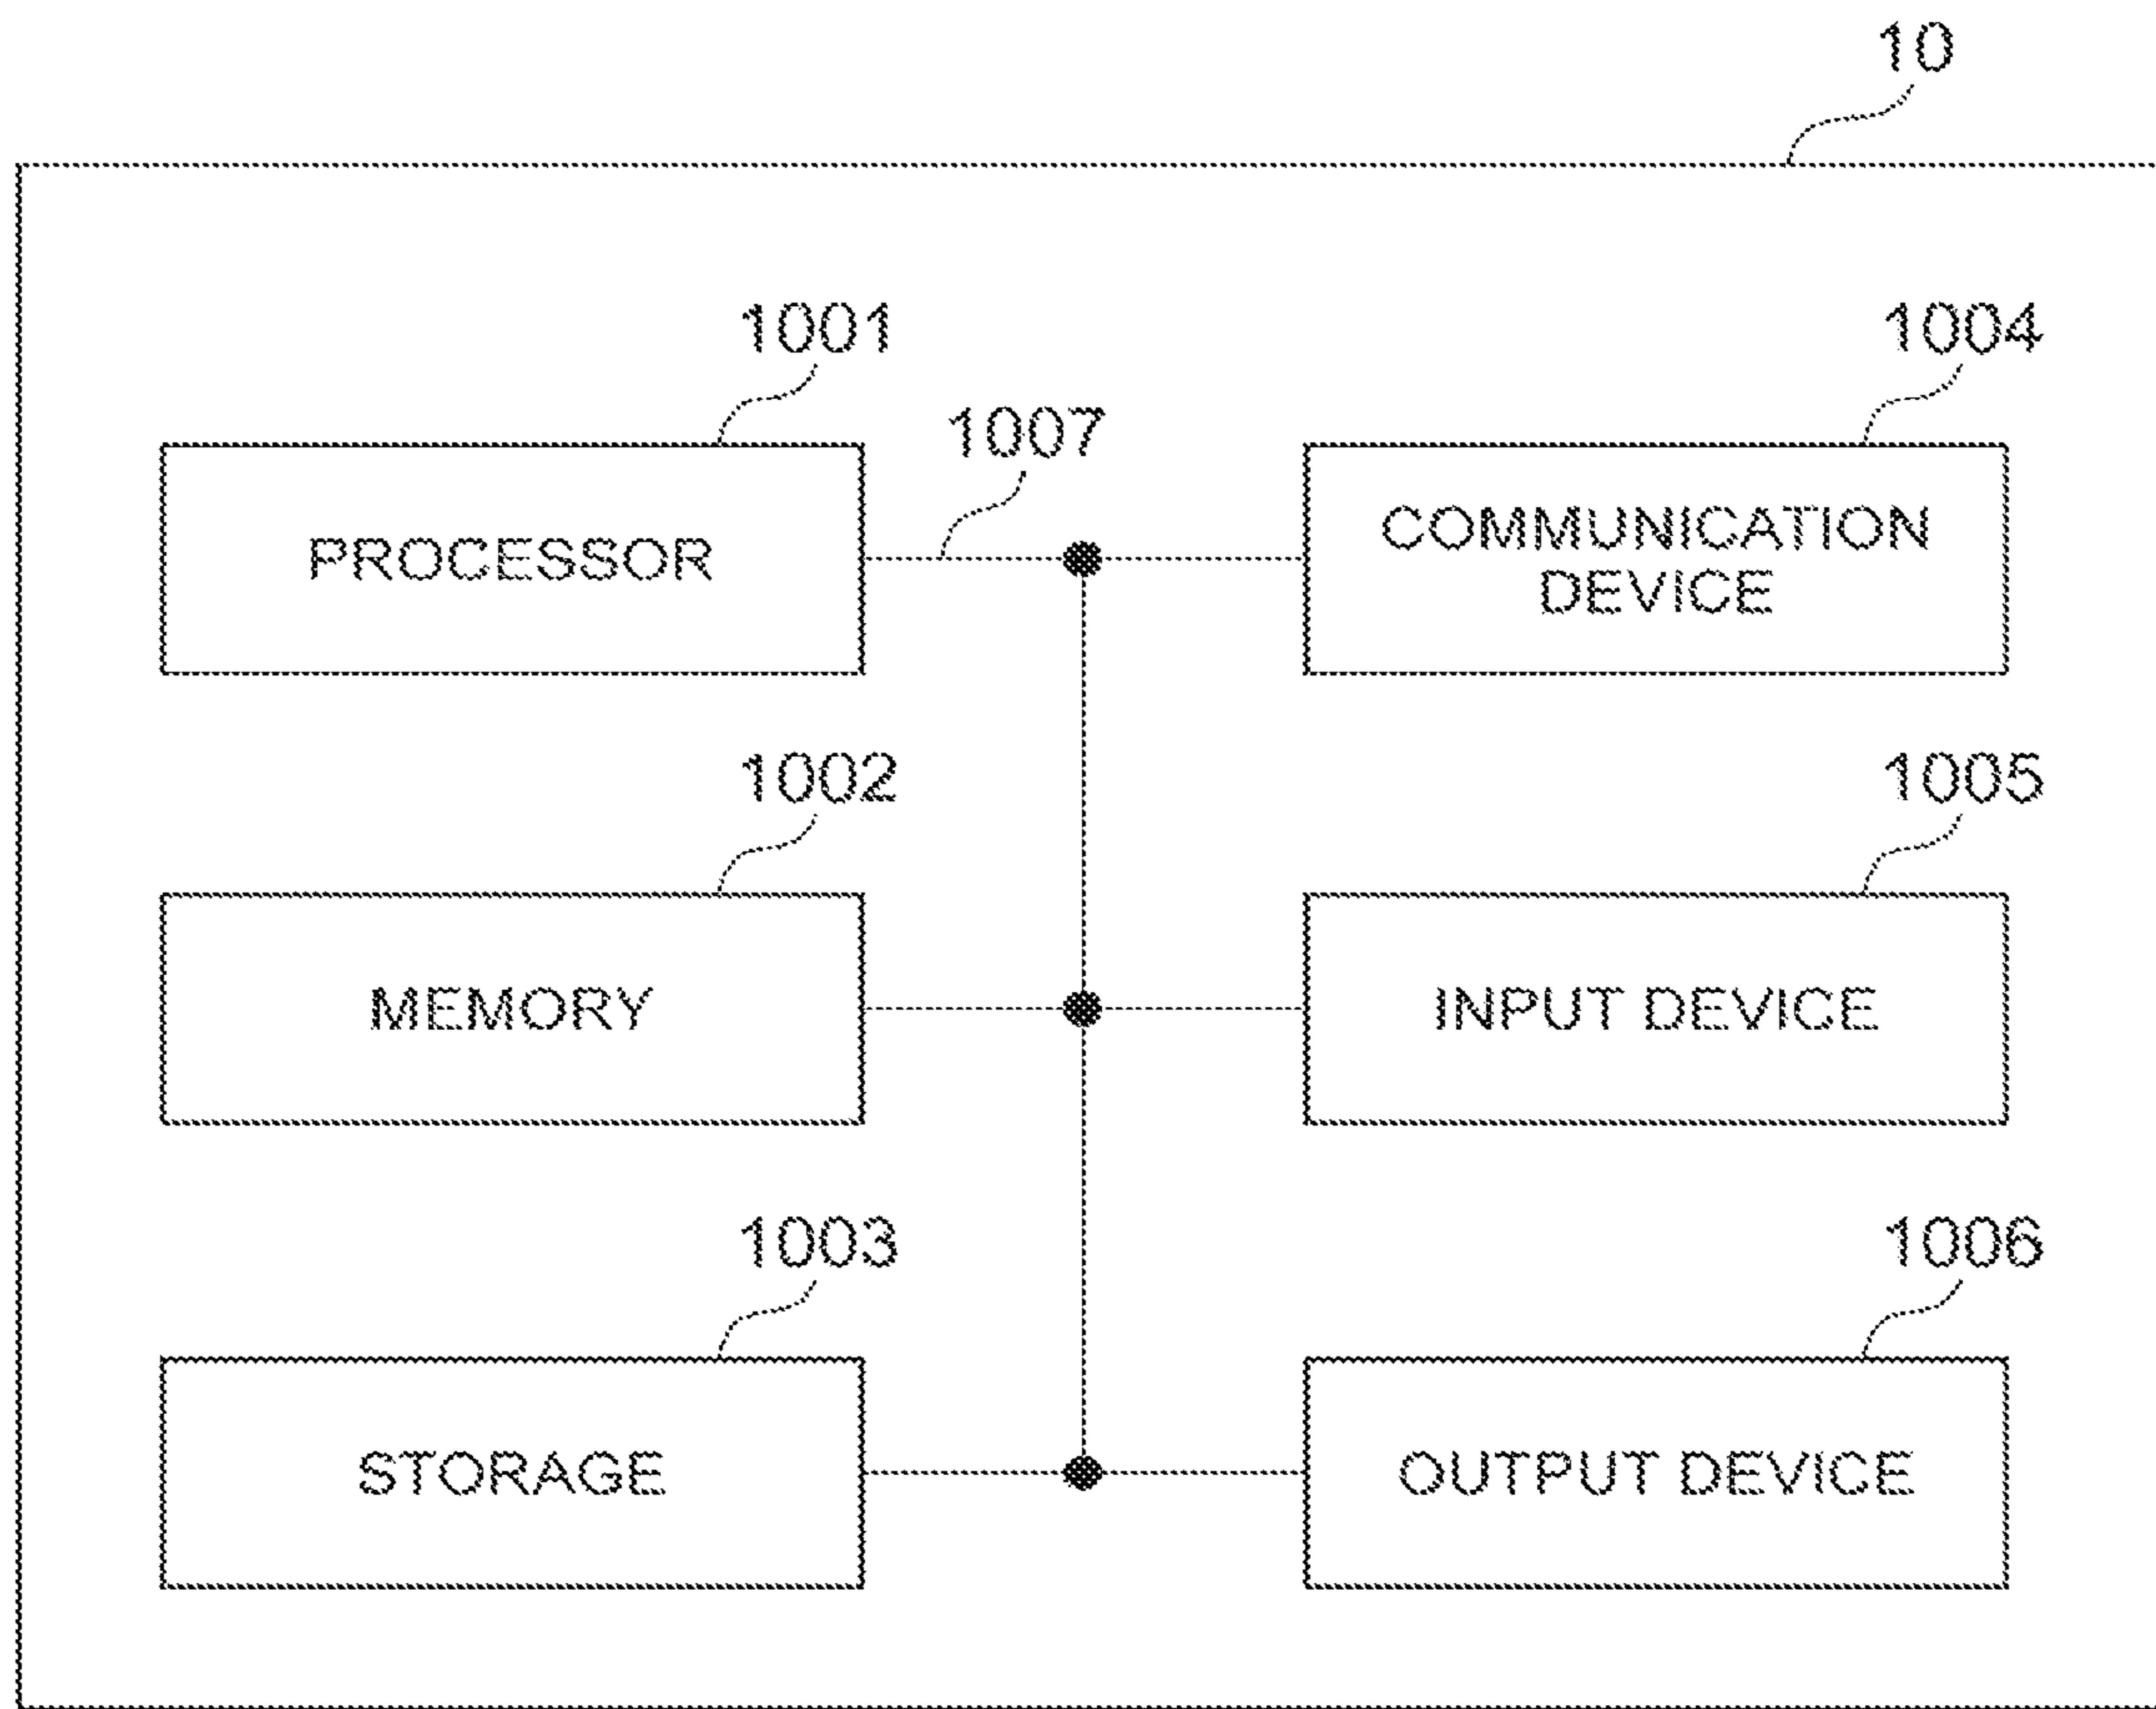 10
1001
1004
1007
PROCESSOR
COMMUNICATION
DEVICE
1002
1005
MEMORY
INPUT DEVICE
1003
1006
STORAGE
OUTPUT DEVICE